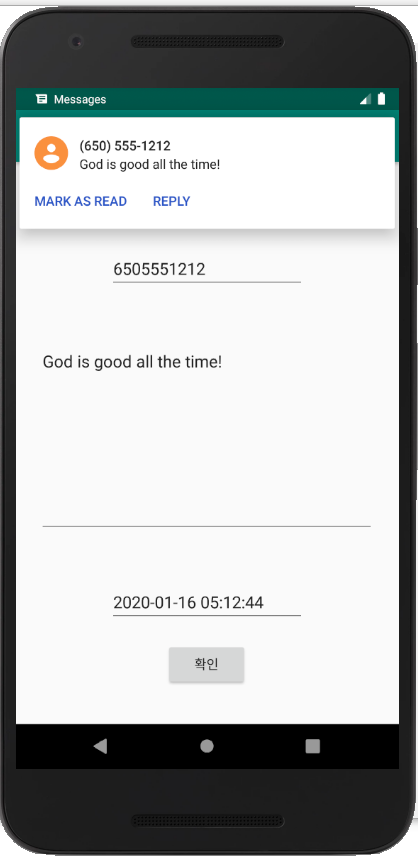 Messages
(650) 555-1212
God is good all the time!
MARK AS READ REPLY
6505551212
God is good all the time!
2020-01-16 05:12:44
확인